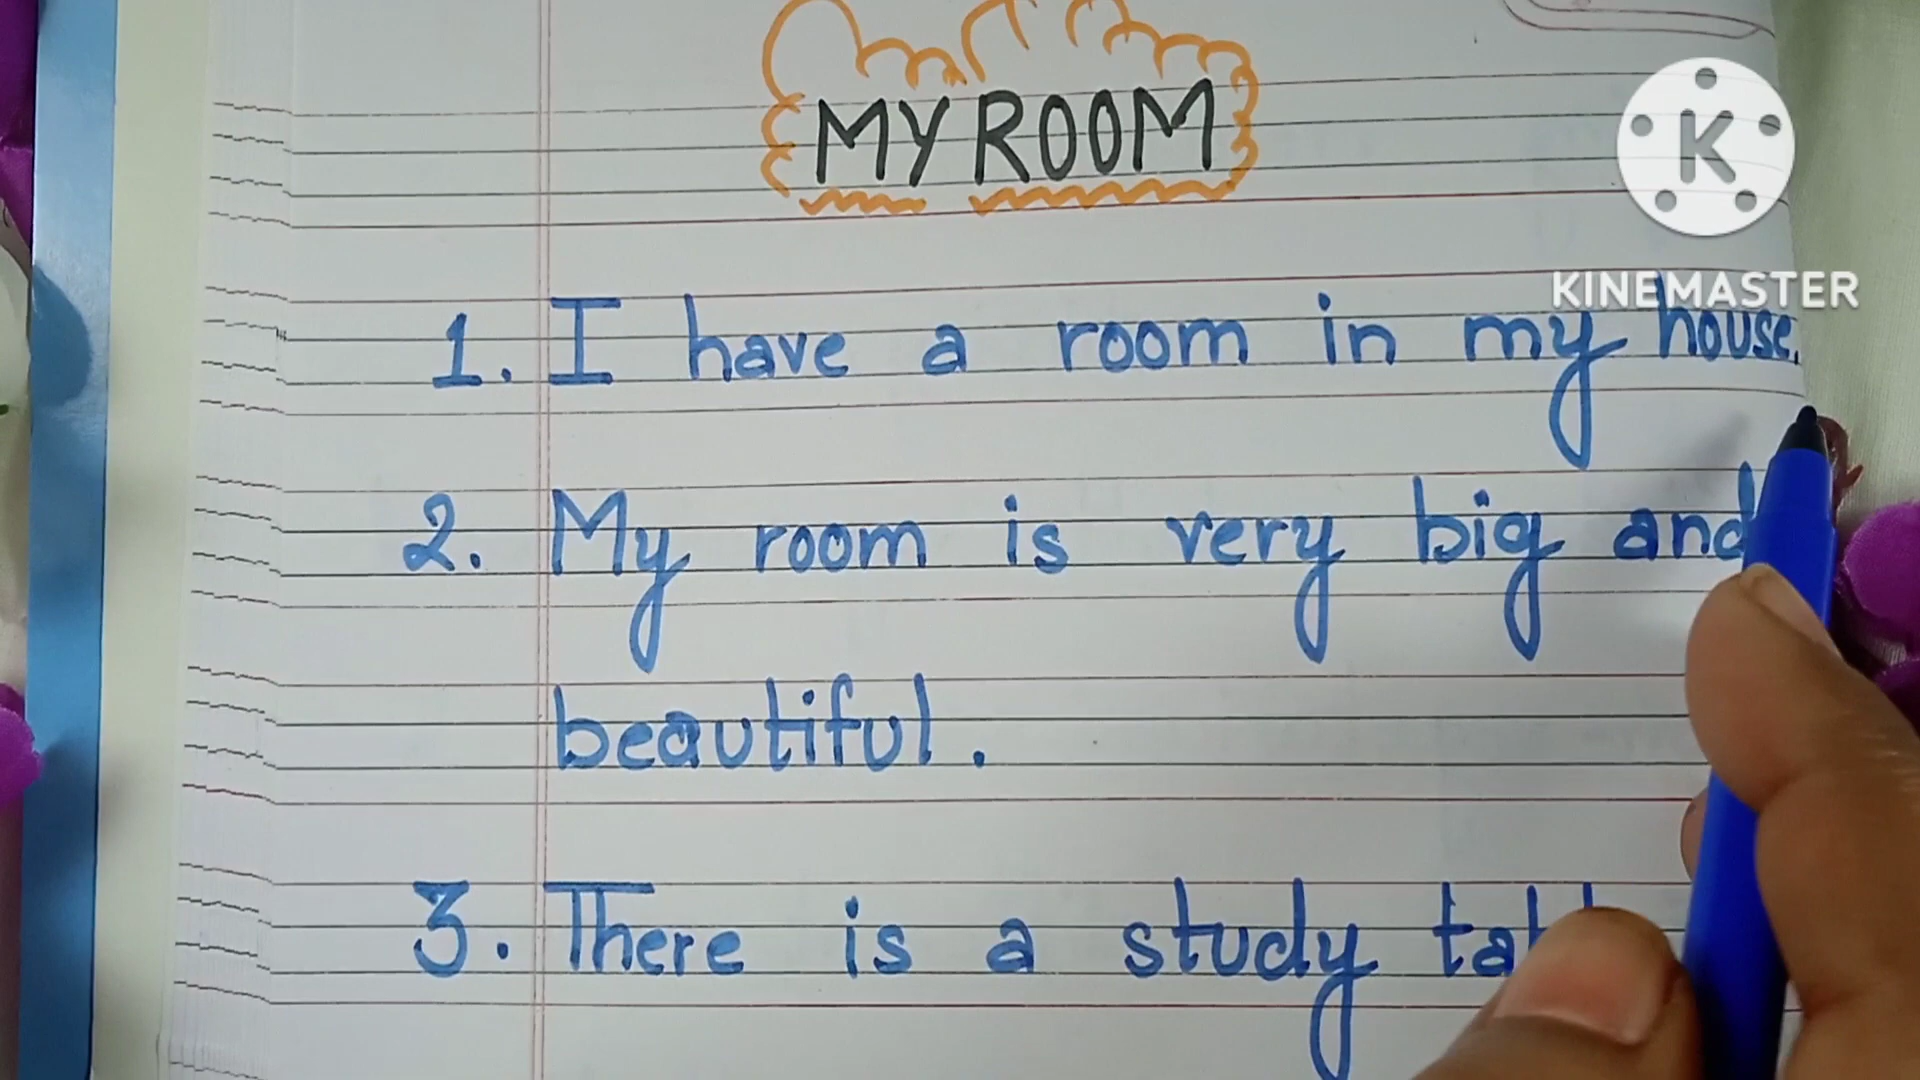 MY ROOM
K
KINEMASTER
1. I have a room in my house.
2. My room is very big and
beautiful.
3. There is a study